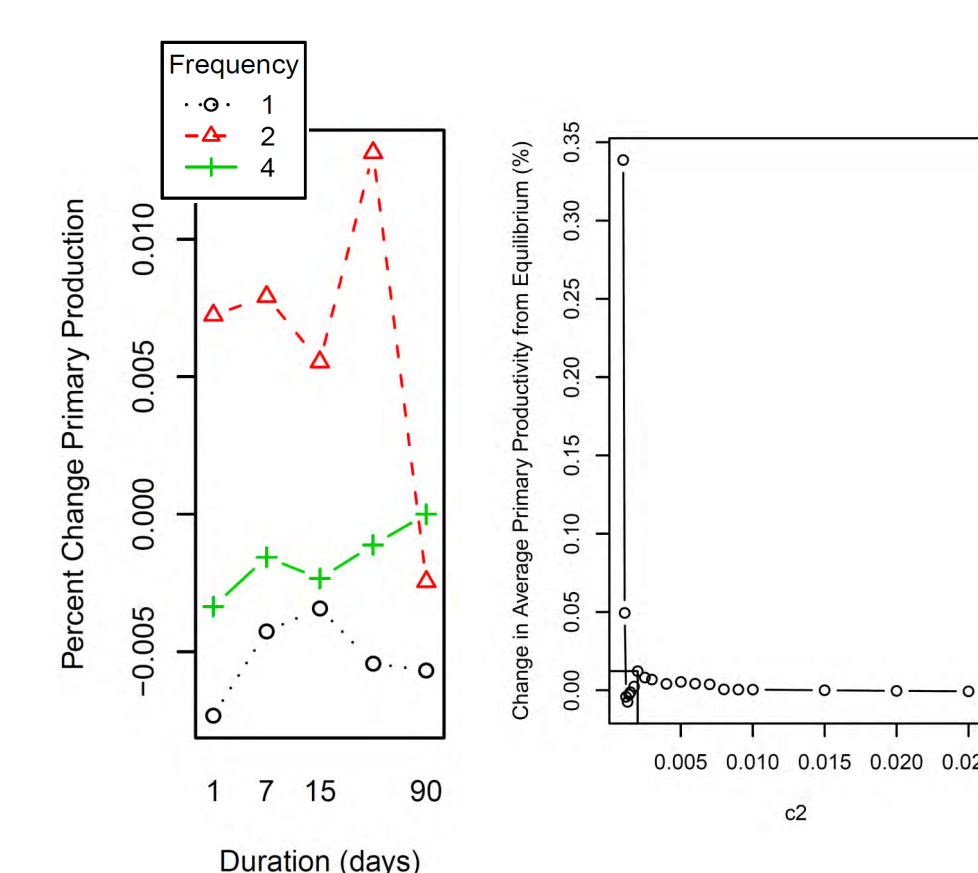 Frequency
1
2
4
Percent Change Primary Production
0.010
0.005
0.000
−0.005
1 7 15 90
Duration (days)
Change in Average Primary Productivity from Equilibrium (%)
0.35
0.30
0.25
0.20
0.15
0.10
0.05
0.00
0.005 0.010 0.015 0.020 0.02
c2